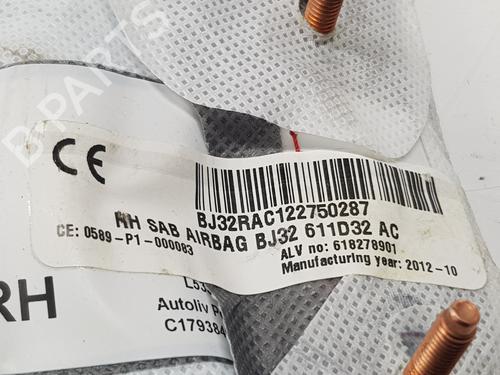 B PARTS
CE
BJ32RAC122750287
RH SAB AIRBAG BJ32 611D32 AC
CE: 0589-P1-000083
ALV no: 618278901
Manufacturing year: 2012-10
RH
Autoliv
C179384